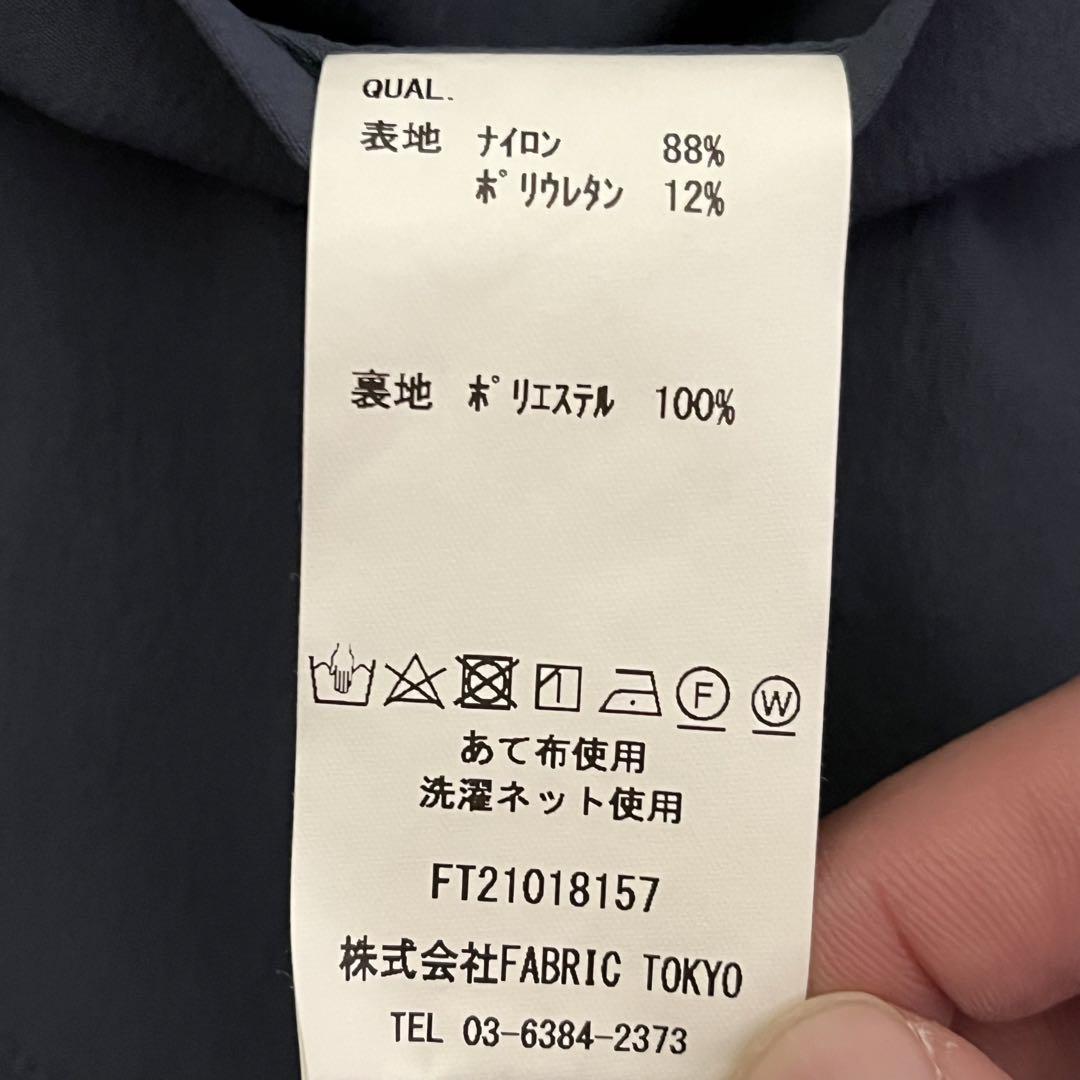 QUAL.
表地 ナイロン 88%
ポリウレタン 12%
裏地 ポリエステル 100%
F W
あて布使用
洗濯ネット使用
FT21018157
株式会社FABRIC TOKYO
TEL 03-6384-2373